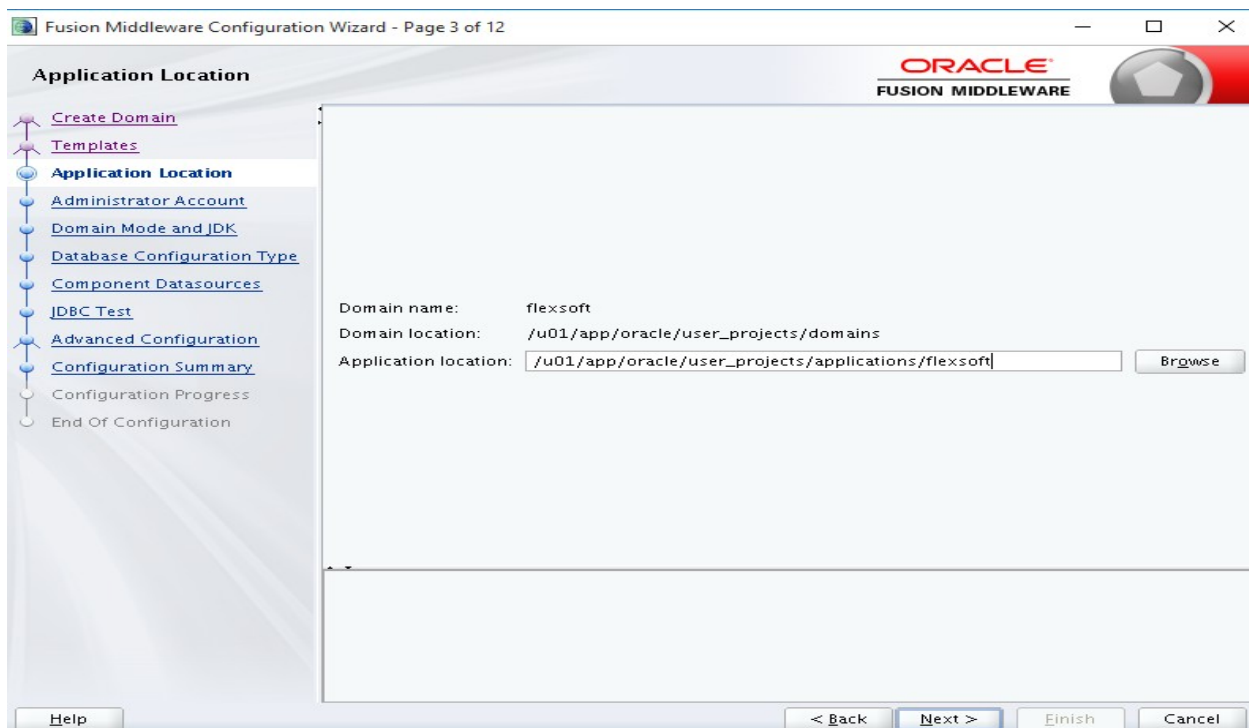 Fusion Middleware Configuration Wizard - Page 3 of 12
Application Location
ORACLE
FUSION MIDDLEWARE
Create Domain
Templates
Application Location
Administrator Account
Domain Mode and JDK
Database Configuration Type
Component Datasources
JDBC Test
Advanced Configuration
Configuration Summary
Configuration Progress
End Of Configuration
Domain name: flexsoft
Domain location: /u01/app/oracle/user_projects/domains
Application location: /u01/app/oracle/user_projects/applications/flexsoft Browse
Help < Back Next > Finish Cancel